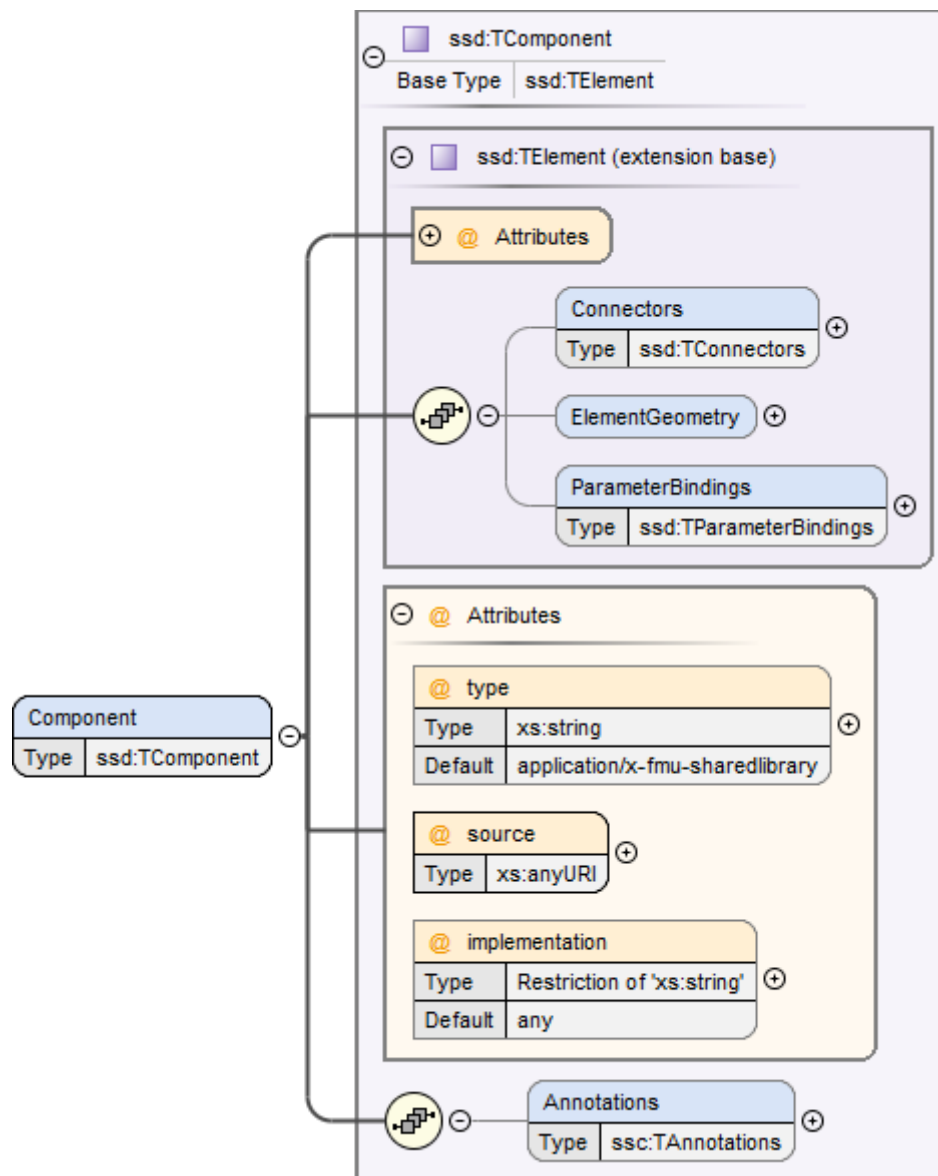 ssd:TComponent
Base Type ssd:TElement
ssd:TElement (extension base)
@ Attributes
Connectors
Type ssd:TConnectors
ElementGeometry
ParameterBindings
Type ssd:TParameterBindings
@ Attributes
@ type
Type xs:string
Default application/x-fmu-sharedlibrary
Component
Type ssd:TComponent
@ source
Type xs:anyURI
@ implementation
Type Restriction of 'xs:string'
Default any
Annotations
Type ssc:TAnnotations